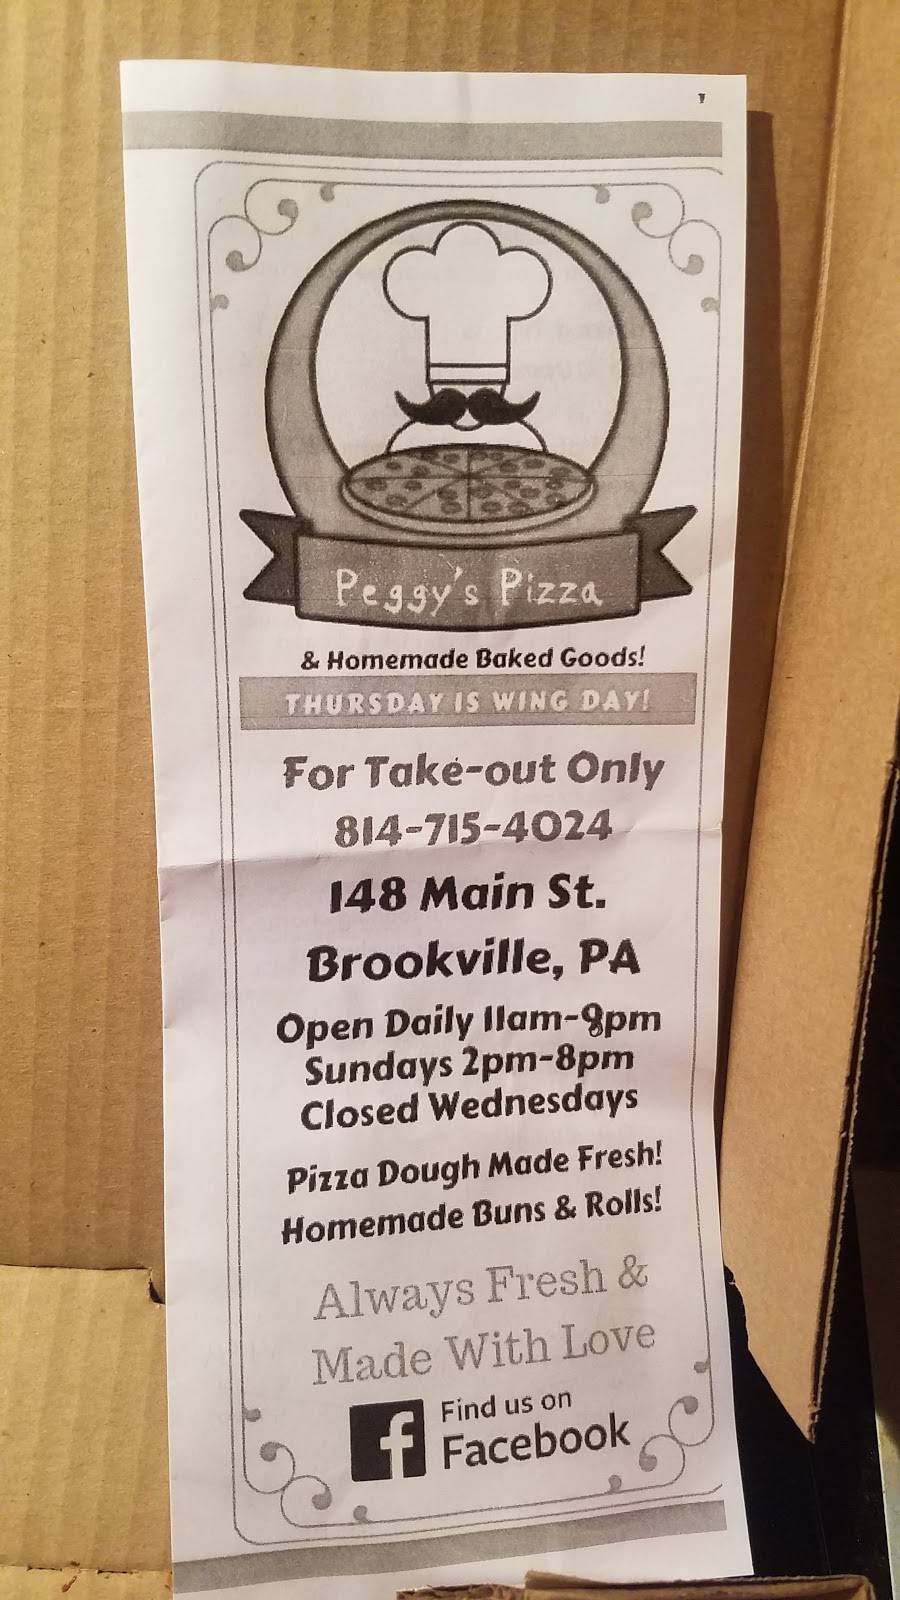 Peggy's Pizza
& Homemade Baked Goods!
THURSDAY IS WING DAY!
For Take-out Only
814-715-4024
148 Main St.
Brookville, PA
Open Daily 11am-9pm
Sundays 2pm-8pm
Closed Wednesdays
Pizza Dough Made Fresh!
Homemade Buns & Rolls!
Always Fresh &
Made With Love
f
Find us on
Facebook